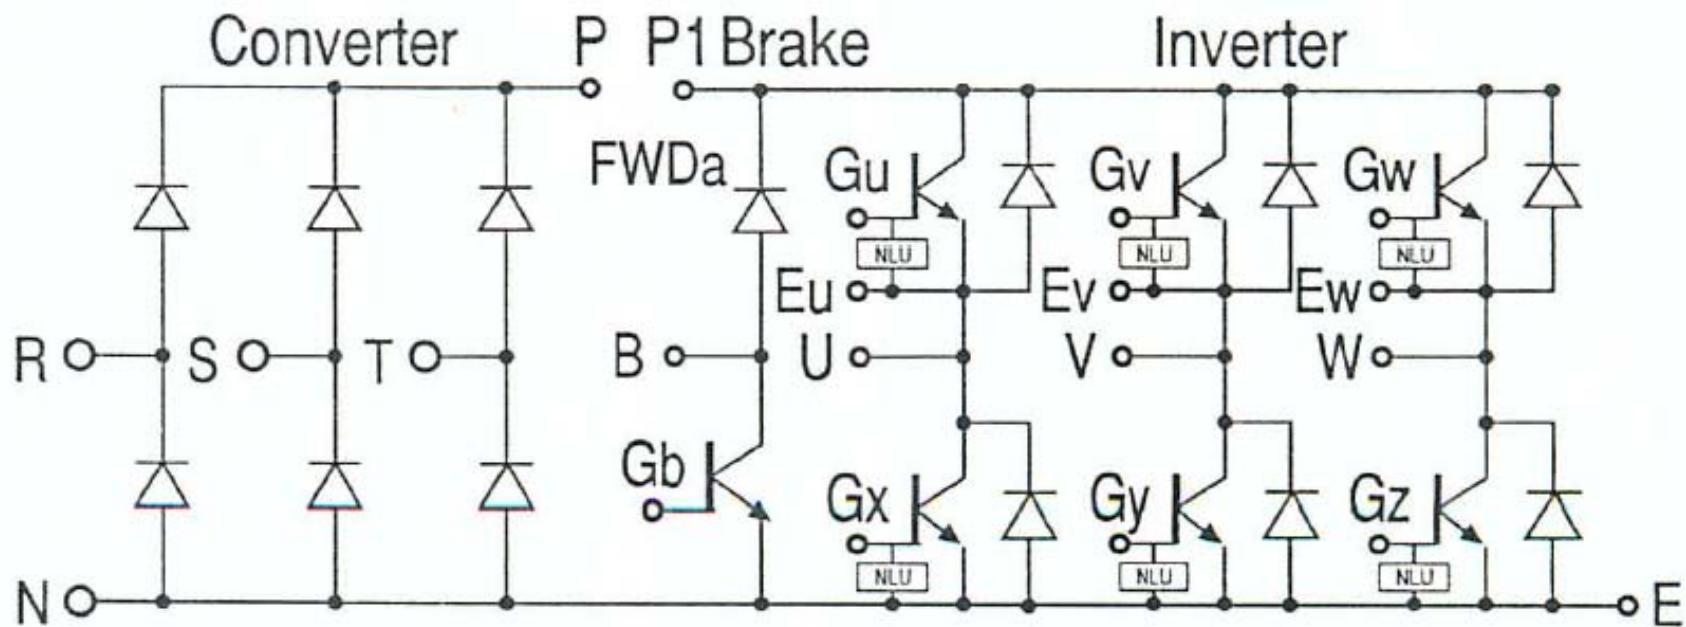 Converter P P1 Brake Inverter
FWDa Gu Gv Gw
NLU NLU NLU
Eu Ev Ew
R S T B U V W
Gb Gx Gy Gz
NLU NLU NLU
N E